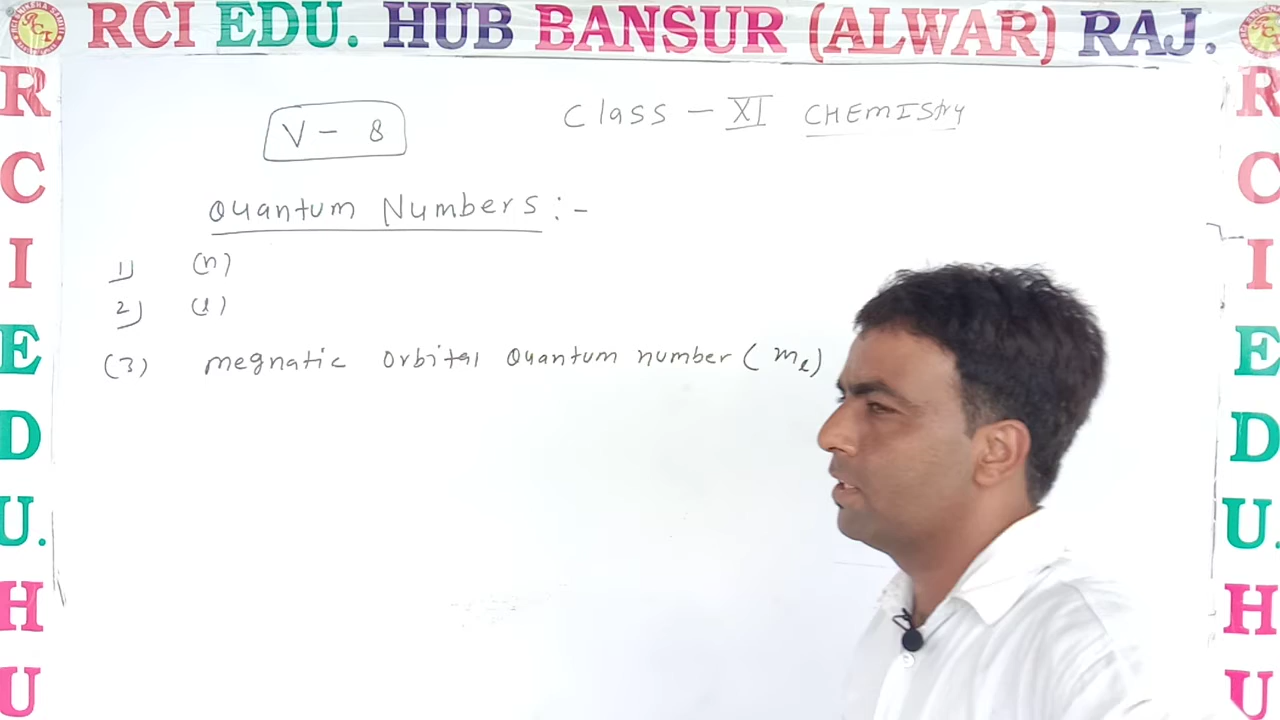 RCI EDU. HUB BANSUR (ALWAR) RAJ.
R
C
I
E
D
U.
H
U
V - 8
Class - XI CHEMIStry
Quantum NumberS :-
1) (n)
2) (l)
(3) megnatic orbital Quantum number (ml)
R
C
I
E
D
U.
H
U